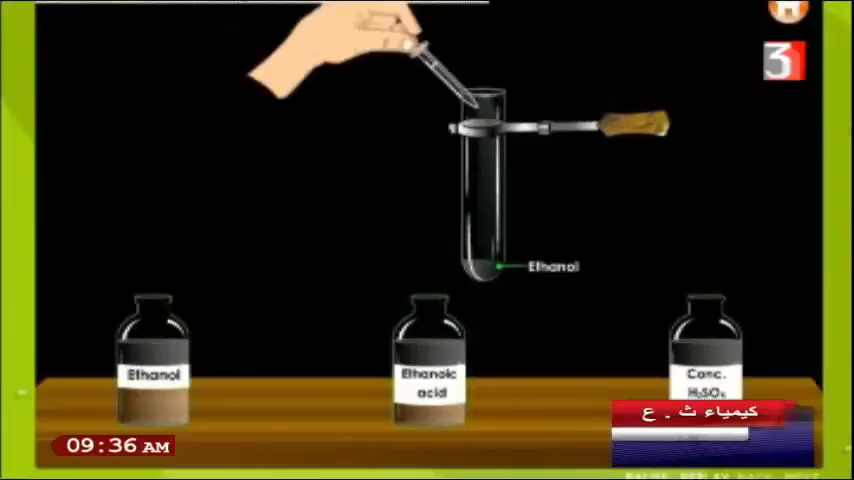 3
Ethanol
Ethanol
Ethanoic
acid
Conc.
H₂SO₄
كيمياء ث . ع
09:36 AM